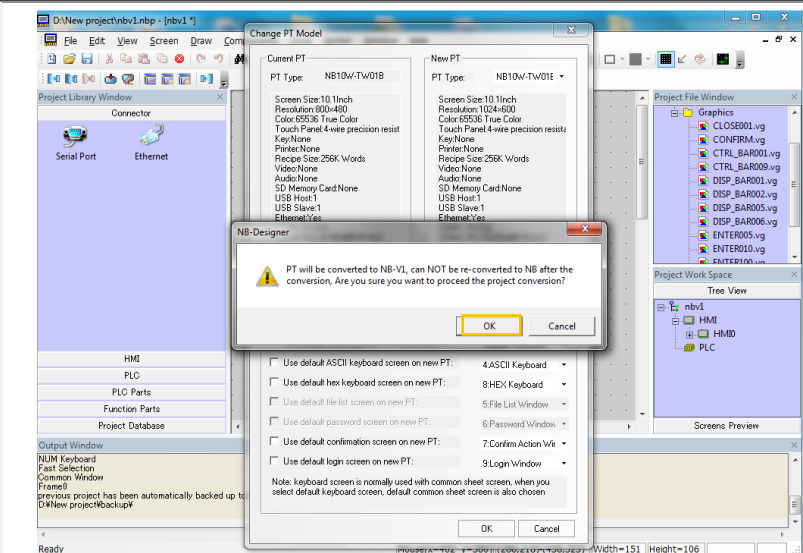 D:\New project\nbv1.nbp - [nbv1 *]
File Edit View Screen Draw
Project Library Window
Connector
Serial Port
Ethernet
HMI
PLC
PLC Parts
Function Parts
Project Database
Change PT Model
Current PT
PT Type: NB10W-TW01B
Screen Size:10.1Inch
Resolution:800×480
Color:65536 True Color
Touch Panel:4-wire precision resist
Key:None
Printer:None
Recipe Size:256K Words
Video:None
Audio:None
SD Memory Card:None
USB Host:1
USB Slave:1
Ethernet:Yes
New PT
PT Type: NB10W-TW01E
Screen Size:10.1Inch
Resolution:1024×600
Color:65536 True Color
Touch Panel:4-wire precision resista
Key:None
Printer:None
Recipe Size:256K Words
Video:None
Audio:None
SD Memory Card:None
USB Host:1
USB Slave:1
Ethernet:Yes
NB-Designer
PT will be converted to NB-V1, can NOT be re-converted to NB after the
conversion, Are you sure you want to proceed the project conversion?
OK Cancel
Use default ASCII keyboard screen on new PT: 4:ASCII Keyboard
Use default hex keyboard screen on new PT: 8:HEX Keyboard
Use default file list screen on new PT: 5:File List Window
Use default password screen on new PT: 6:Password Window
Use default confirmation screen on new PT: 7:Confirm Action Wir
Use default login screen on new PT: 9:Login Window
Note: keyboard screen is normally used with common sheet screen, when you
select default keyboard screen, default common sheet screen is also chosen
OK Cancel
Project File Window
Graphics
CLOSE001.vg
CONFIRM.vg
CTRL_BAR001.vg
CTRL_BAR009.vg
DISP_BAR001.vg
DISP_BAR002.vg
DISP_BAR005.vg
DISP_BAR006.vg
ENTER005.vg
ENTER010.vg
ENTER100.vg
Project Work Space
Tree View
nbv1
HMI
HMI0
PLC
Screens Preview
Output Window
NUM Keyboard
Fast Selection
Common Window
Frame0
previous project has been automatically backed up to
D:¥New project¥backup¥
Ready
Width=151 Height=106